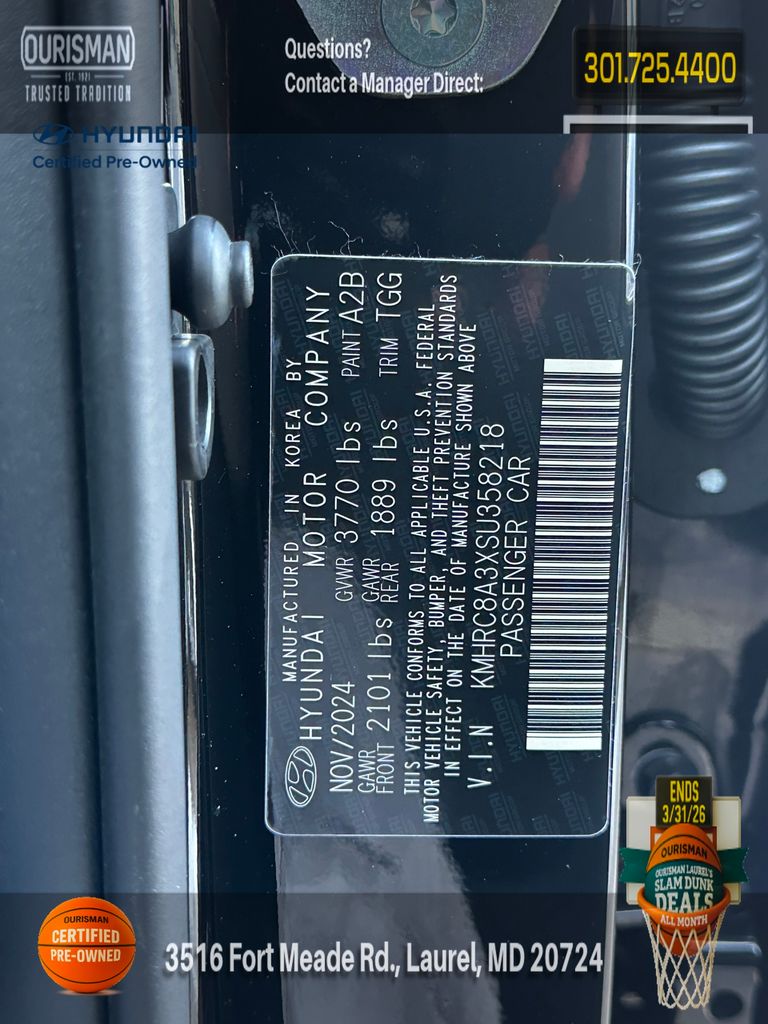 OURISMAN
EST. 1921
TRUSTED TRADITION
Questions?
Contact a Manager Direct:
301.725.4400
HYUNDAI
Certified Pre-Owned
MANUFACTURED IN KOREA BY
HYUNDAI MOTOR COMPANY
NOV/2024 GVWR 3770 lbs PAINT A2B
GAWR FRONT 2101 lbs GAWR REAR 1889 lbs TRIM TGG
THIS VEHICLE CONFORMS TO ALL APPLICABLE U.S.A. FEDERAL
MOTOR VEHICLE SAFETY, BUMPER, AND THEFT PREVENTION STANDARDS
IN EFFECT ON THE DATE OF MANUFACTURE SHOWN ABOVE
V.I.N KMHRC8A3XSU358218
PASSENGER CAR
ENDS
3/31/26
OURISMAN
OURISMAN LAUREL'S
SLAM DUNK
DEALS
ALL MONTH
OURISMAN
CERTIFIED
PRE-OWNED
3516 Fort Meade Rd., Laurel, MD 20724